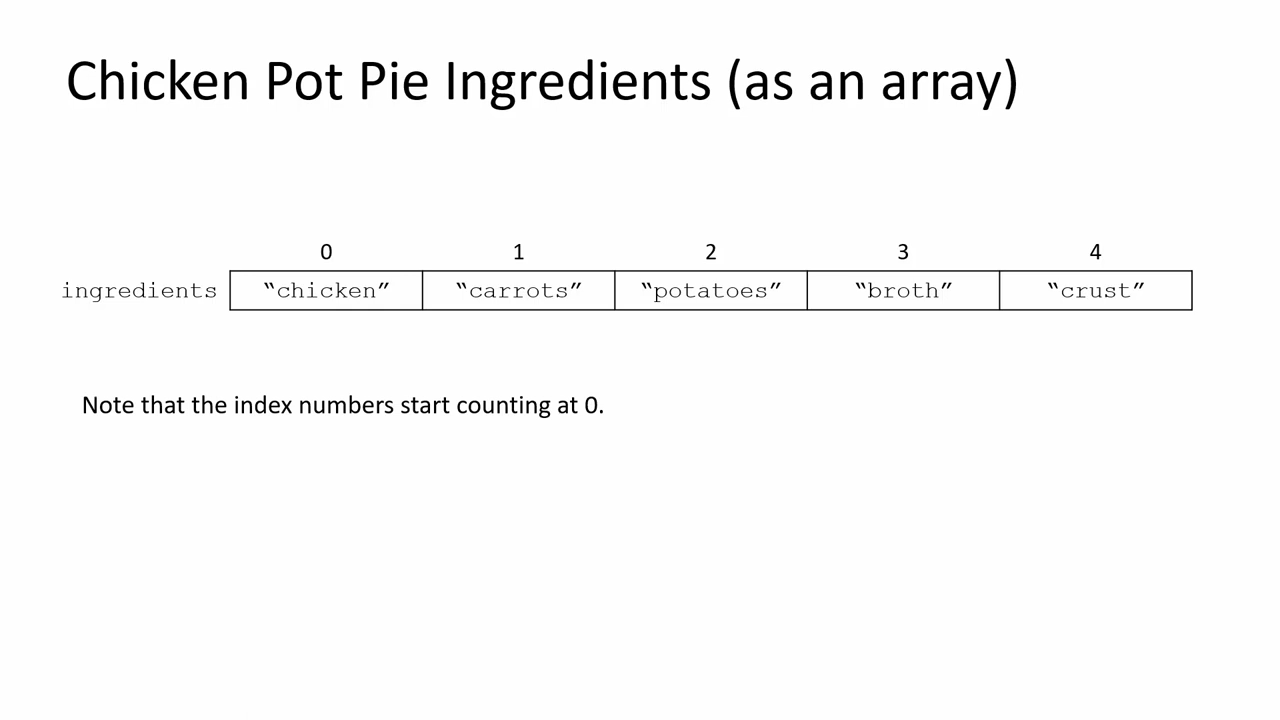 Chicken Pot Pie Ingredients (as an array)
0 1 2 3 4
ingredients “chicken” “carrots” “potatoes” “broth” “crust”
Note that the index numbers start counting at 0.